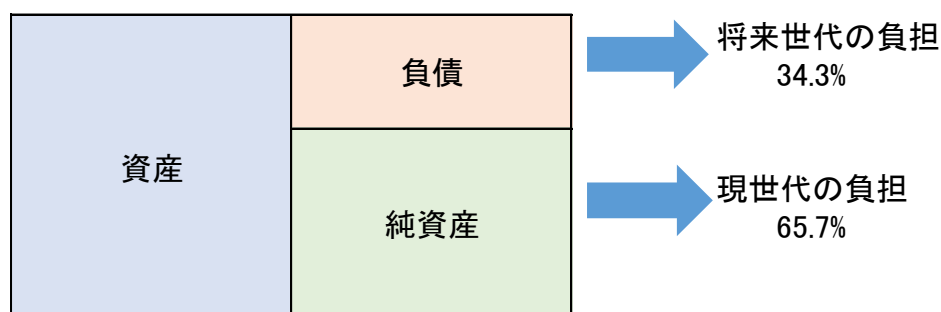 資産
負債
純資産
将来世代の負担
34.3%
現世代の負担
65.7%